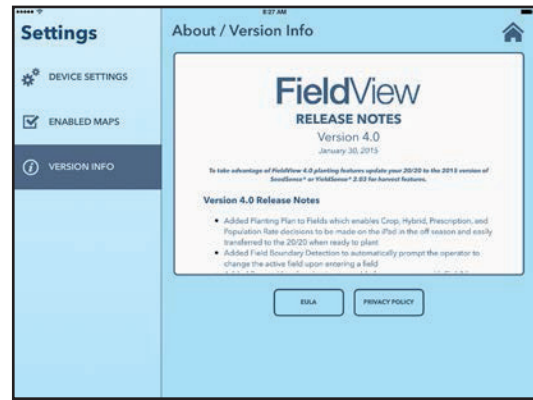 8:27 AM
Settings
About / Version Info
DEVICE SETTINGS
ENABLED MAPS
VERSION INFO
FieldView
RELEASE NOTES
Version 4.0
January 30, 2015
To take advantage of FieldView 4.0 planting features update your 20/20 to the 2015 version of
SeedSense® or YieldSense® 2.03 for harvest features.
Version 4.0 Release Notes
• Added Planting Plan to Fields which enables Crop, Hybrid, Prescription, and
Population Rate decisions to be made on the iPad in the off season and easily
transferred to the 20/20 when ready to plant
• Added Field Boundary Detection to automatically prompt the operator to
change the active field upon entering a field
EULA
PRIVACY POLICY